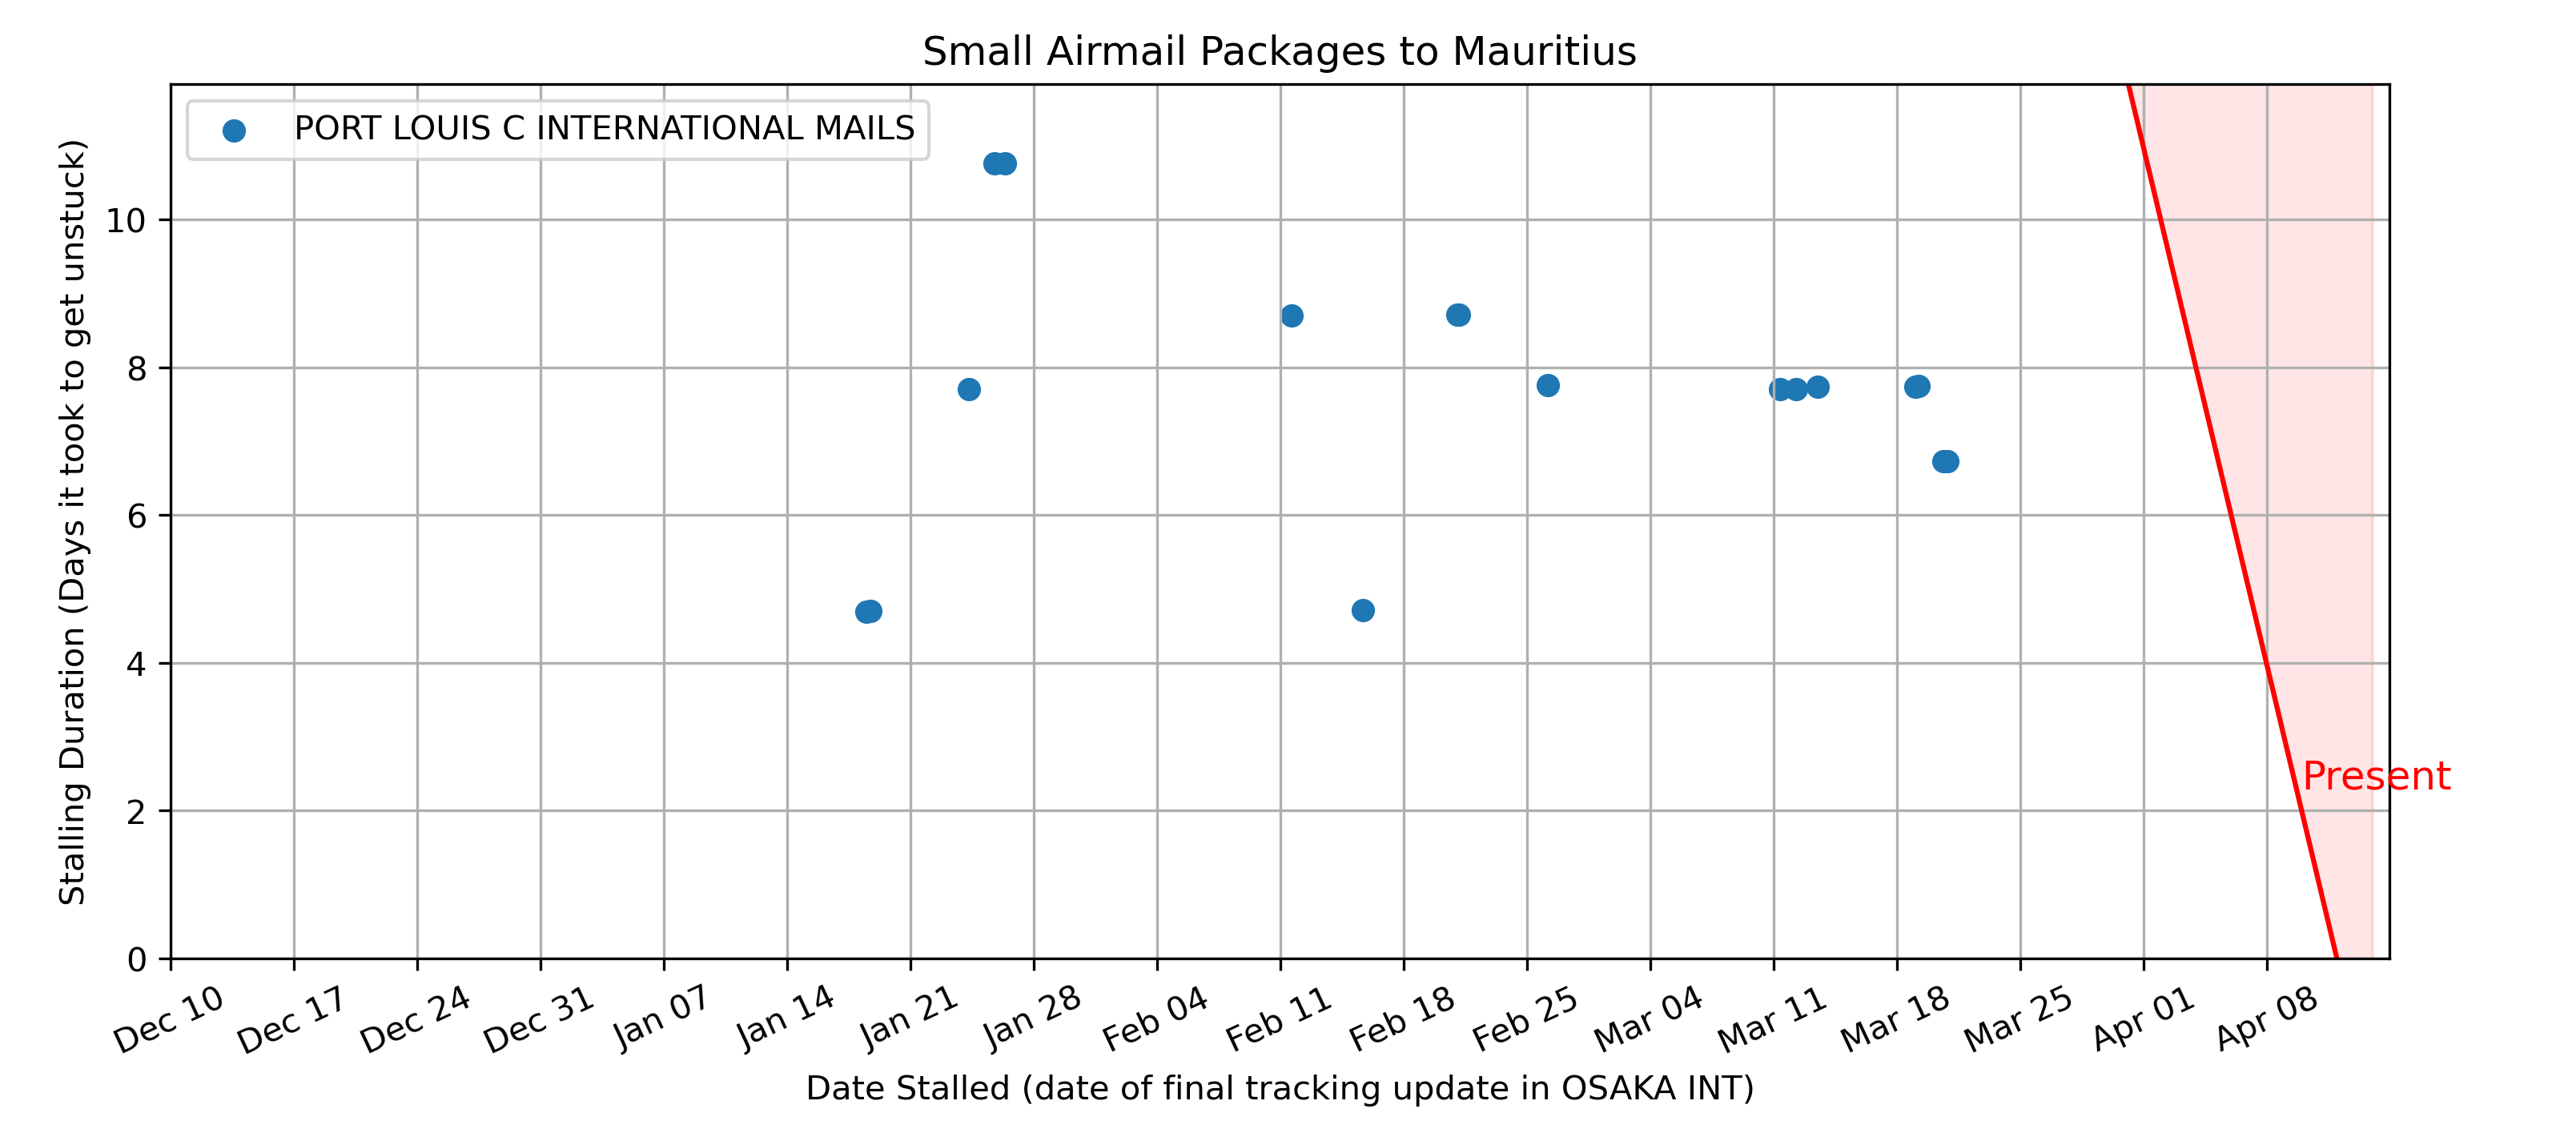 Small Airmail Packages to Mauritius
PORT LOUIS C INTERNATIONAL MAILS
Stalling Duration (Days it took to get unstuck)
10
8
6
4
2
0
Present
Dec 10 Dec 17 Dec 24 Dec 31 Jan 07 Jan 14 Jan 21 Jan 28 Feb 04 Feb 11 Feb 18 Feb 25 Mar 04 Mar 11 Mar 18 Mar 25 Apr 01 Apr 08
Date Stalled (date of final tracking update in OSAKA INT)